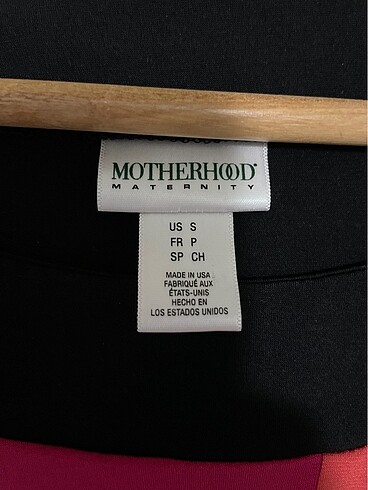 MOTHERHOOD
MATERNITY
US S
FR P
SP CH
MADE IN USA
FABRIQUÉ AUX
ÉTATS-UNIS
HECHO EN
LOS ESTADOS UNIDOS